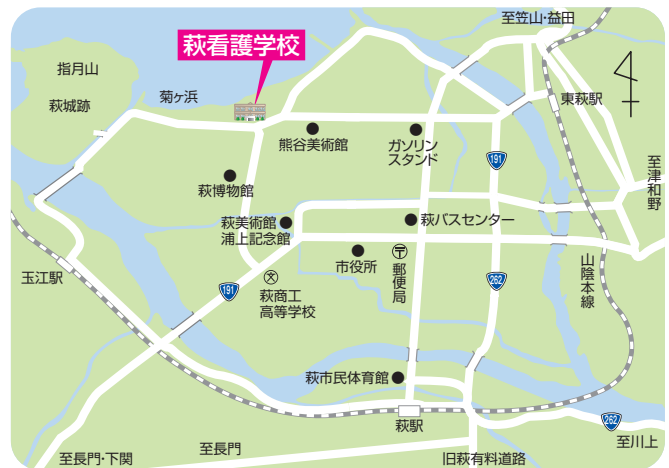 至笠山・益田
萩看護学校
指月山
菊ヶ浜
萩城跡
東萩駅
熊谷美術館
ガソリン
スタンド
191
至津和野
萩博物館
萩美術館
浦上記念館
萩バスセンター
市役所
〒
郵便局
山陰本線
玉江駅
文
萩商工
高等学校
191
262
萩市民体育館
萩駅
262
至長門・下関
至長門
旧萩有料道路
至川上